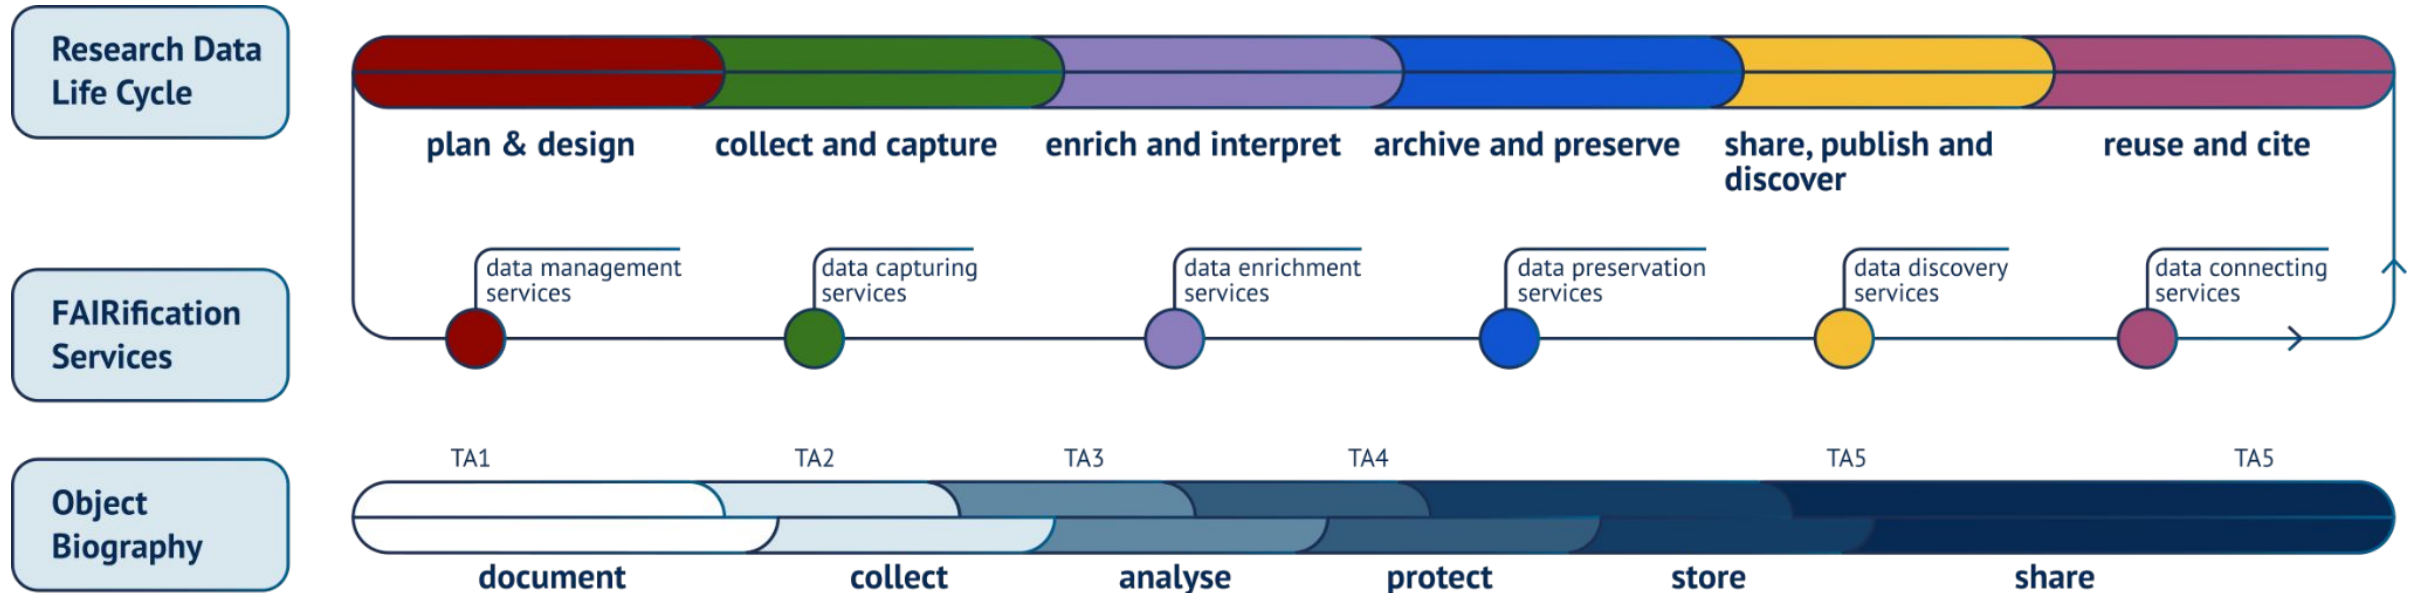 Research Data
Life Cycle
plan & design
collect and capture
enrich and interpret
archive and preserve
share, publish and
discover
reuse and cite
FAIRification
Services
data management
services
data capturing
services
data enrichment
services
data preservation
services
data discovery
services
data connecting
services
Object
Biography
TA1
TA2
TA3
TA4
TA5
TA5
document
collect
analyse
protect
store
share